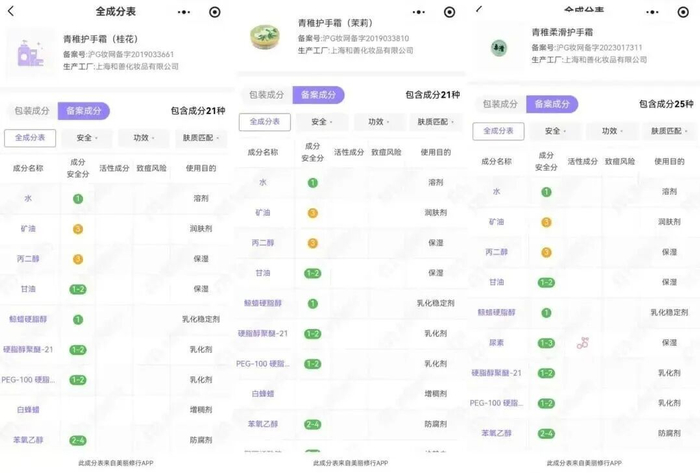 全成分表
青稚护手霜（桂花）
备案号:沪G妆网备字2019033661
生产工厂:上海和善化妆品有限公司
包装成分 备案成分 包含成分21种
全成分表 安全 功效 肤质匹配
成分名称 成分安全分 活性成分 致痘风险 使用目的
水 1 溶剂
矿油 3 润肤剂
丙二醇 3 保湿
甘油 1-2 保湿
鲸蜡硬脂醇 1 乳化稳定剂
硬脂醇聚醚-21 1-2 乳化剂
PEG-100 硬脂... 1-2 乳化剂
白蜂蜡 增稠剂
苯氧乙醇 2-4 防腐剂
此成分表来自美丽修行APP
青稚护手霜（茉莉）
备案号:沪G妆网备字2019033810
生产工厂:上海和善化妆品有限公司
包装成分 备案成分 包含成分21种
全成分表 安全 功效 肤质匹配
成分名称 成分安全分 活性成分 致痘风险 使用目的
水 1 溶剂
矿油 3 润肤剂
丙二醇 3 保湿
甘油 1-2 保湿
鲸蜡硬脂醇 1 乳化稳定剂
硬脂醇聚醚-21 1-2 乳化剂
PEG-100 硬脂... 1-2 乳化剂
白蜂蜡 增稠剂
苯氧乙醇 2-4 防腐剂
此成分表来自美丽修行APP
全成分表
青稚柔滑护手霜
备案号:沪G妆网备字2023017311
生产工厂:上海和善化妆品有限公司
包装成分 备案成分 包含成分25种
全成分表 安全 功效 肤质匹配
成分名称 成分安全分 活性成分 致痘风险 使用目的
水 1 溶剂
矿油 3 润肤剂
丙二醇 3 保湿
甘油 1-2 保湿
鲸蜡硬脂醇 1 乳化稳定剂
尿素 1-3 保湿
硬脂醇聚醚-21 1-2 乳化剂
PEG-100 硬脂... 1-2 乳化剂
苯氧乙醇 2-4 防腐剂
此成分表来自美丽修行APP